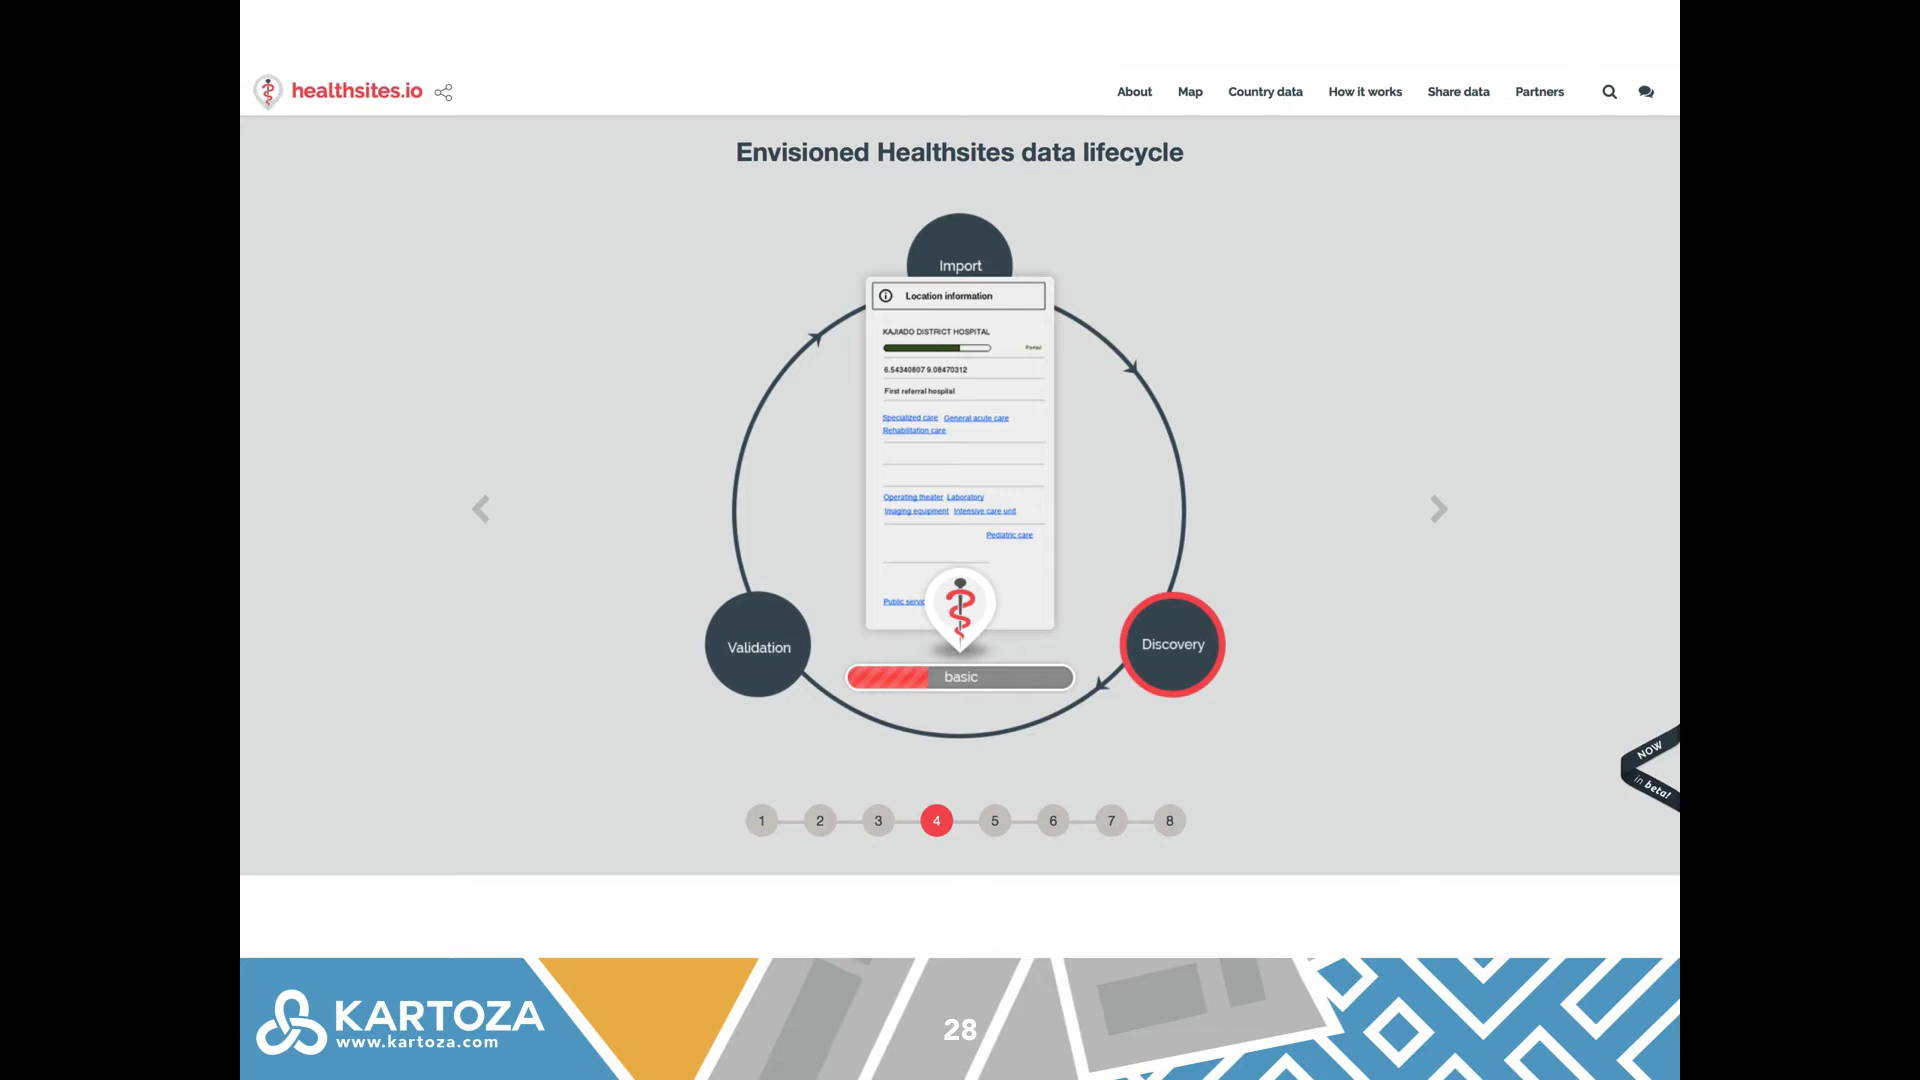 healthsites.io
About Map Country data How it works Share data Partners
Envisioned Healthsites data lifecycle
Import
Location information
KAJIADO DISTRICT HOSPITAL
Partial
6.54340807 9.08470312
First referral hospital
Specialized care General acute care
Rehabilitation care
Operating theater Laboratory
Imaging equipment Intensive care unit
Pediatric care
Public
Validation
Discovery
basic
NOW
in beta!
1 2 3 4 5 6 7 8
KARTOZA
www.kartoza.com
28